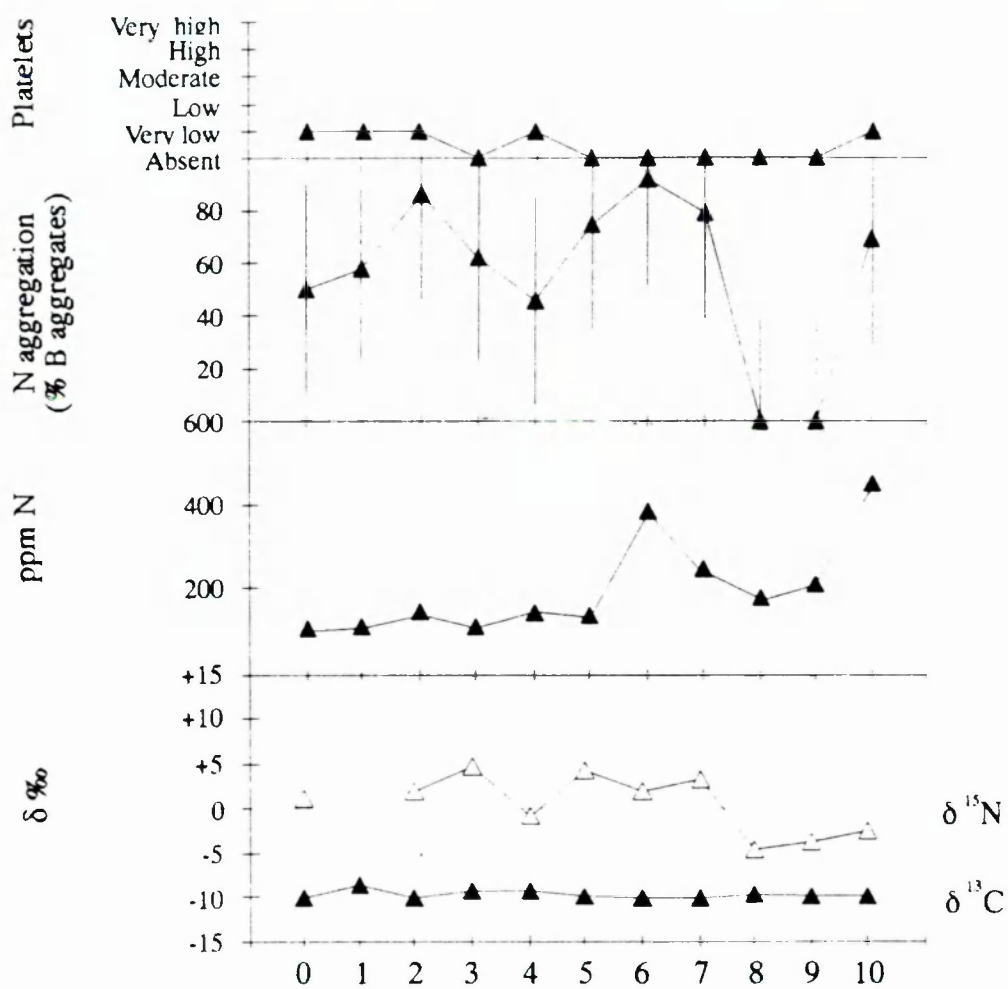 Platelets
Very high
High
Moderate
Low
Very low
Absent
N aggregation
(% B aggregates)
80
60
40
20
600
ppm N
400
200
+15
δ ‰
+10
+5
0
-5
-10
-15
δ ¹⁵N
δ ¹³C
0 1 2 3 4 5 6 7 8 9 10